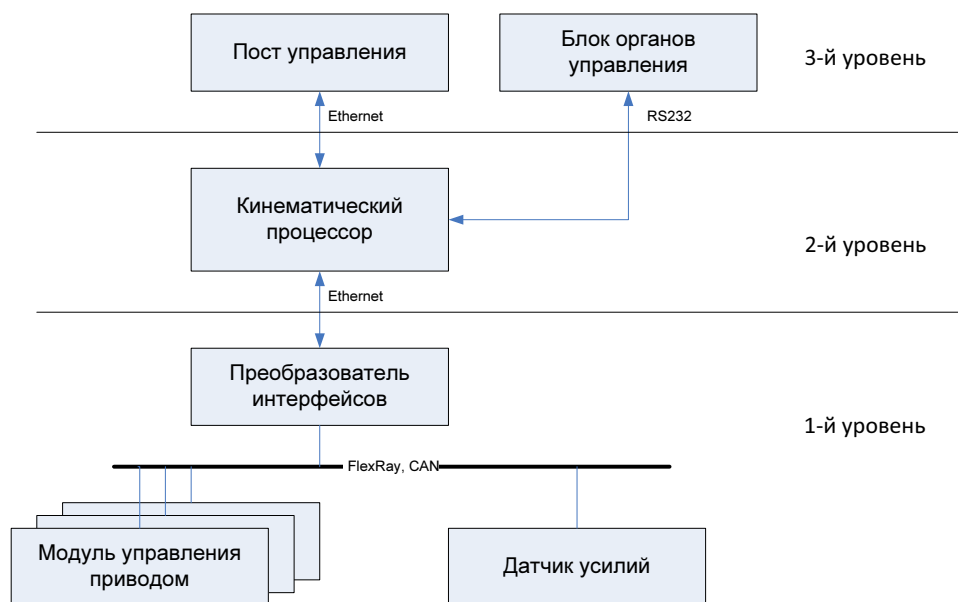 Пост управления
Блок органов
управления
3-й уровень
Ethernet
RS232
Кинематический
процессор
2-й уровень
Ethernet
Преобразователь
интерфейсов
1-й уровень
FlexRay, CAN
Модуль управления
приводом
Датчик усилий